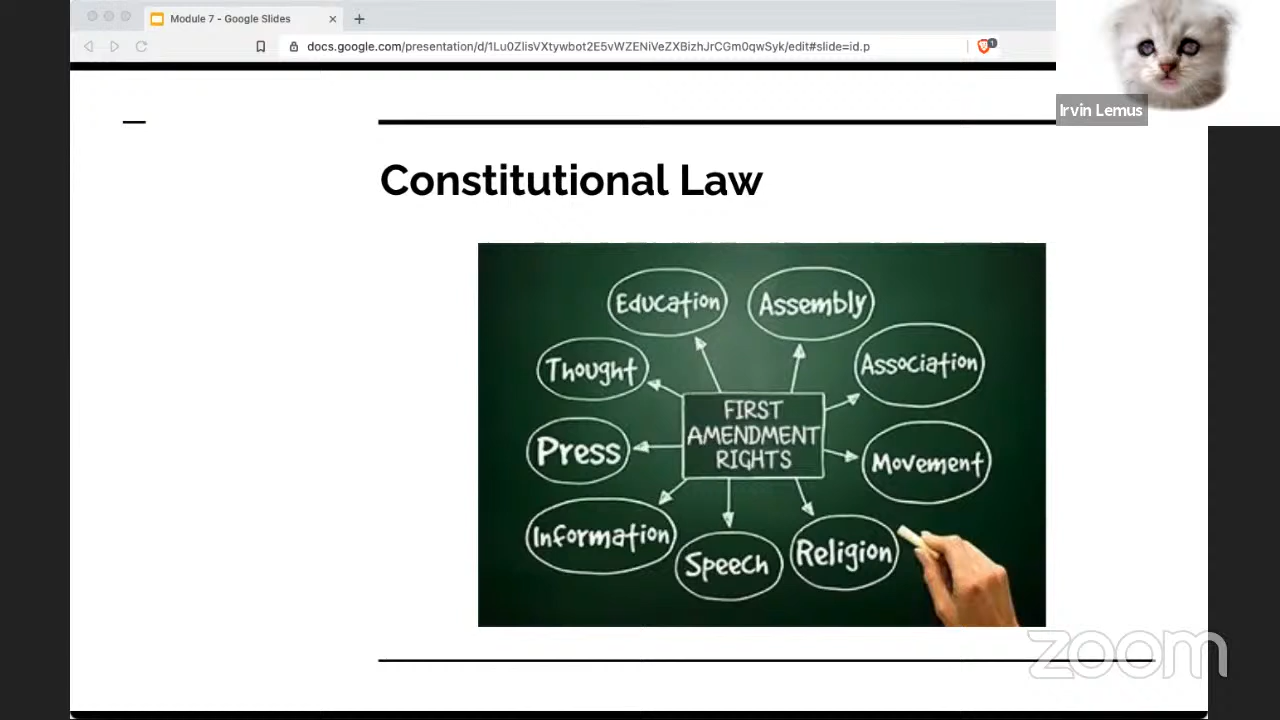 Module 7 - Google Slides
docs.google.com/presentation/d/1Lu0ZlisVXtywbot2E5vWZENiVeZXBizhJrCGm0qwSyk/edit#slide=id.p
1
Irvin Lemus
Constitutional Law
Education
Assembly
Thought
Association
FIRST
AMENDMENT
RIGHTS
Press
Movement
Information
Speech
Religion
zoom